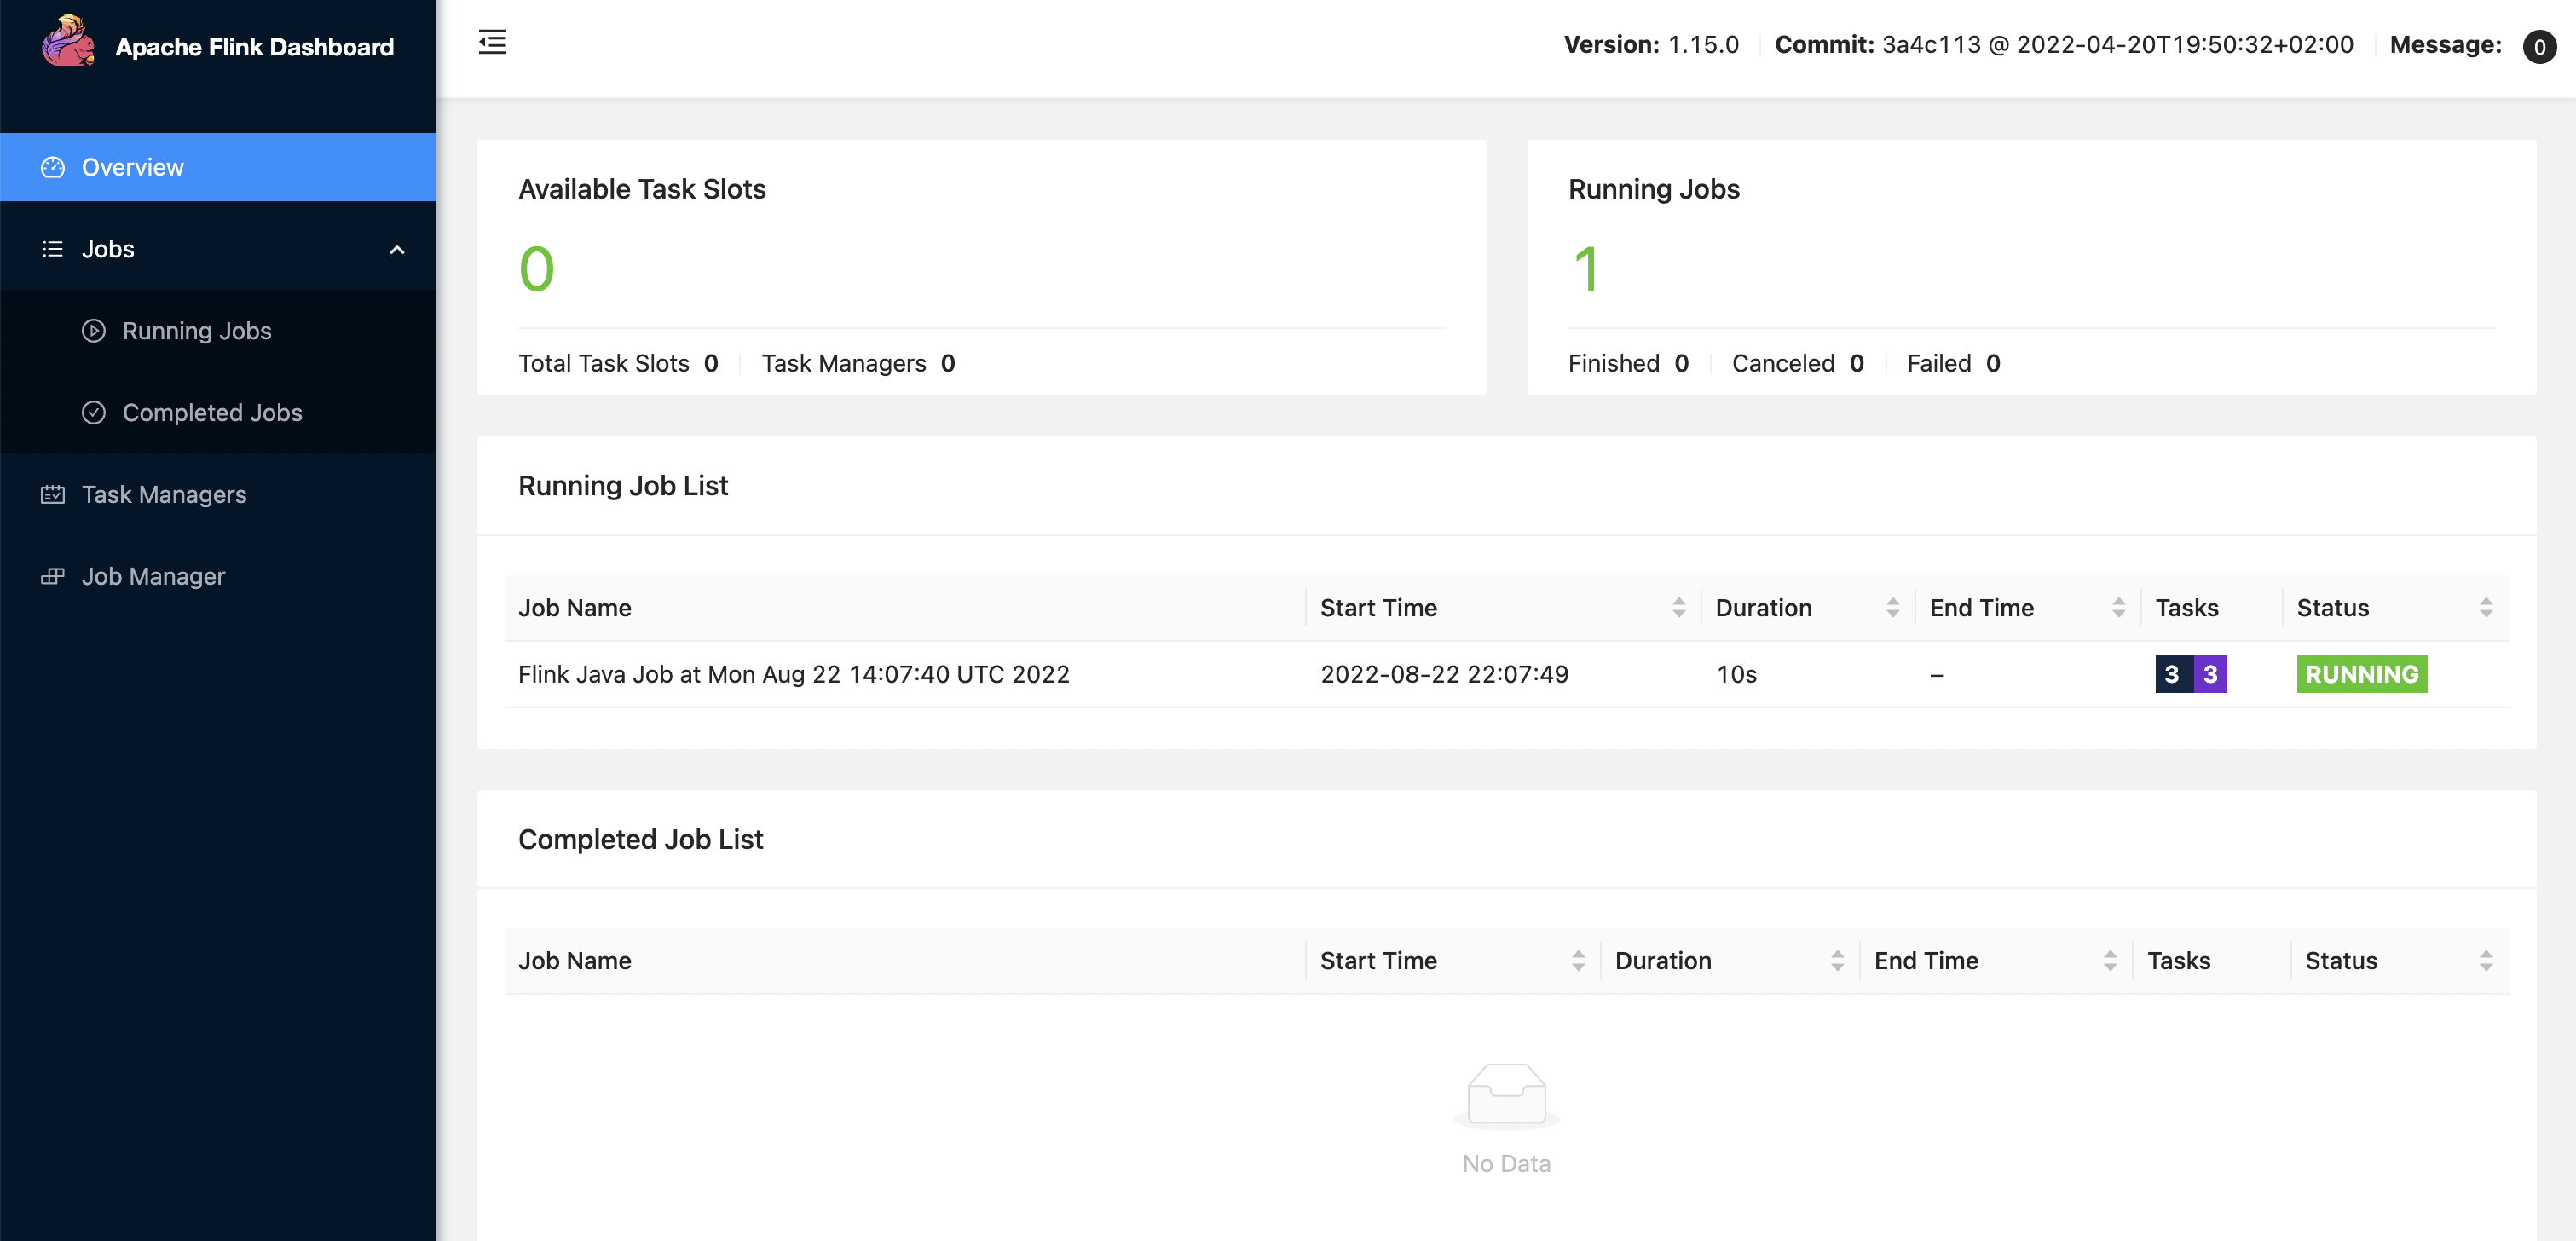 Apache Flink Dashboard
Version: 1.15.0 Commit: 3a4c113 @ 2022-04-20T19:50:32+02:00 Message: 0
Overview
Jobs
Running Jobs
Completed Jobs
Task Managers
Job Manager
Available Task Slots
0
Total Task Slots 0 Task Managers 0
Running Jobs
1
Finished 0 Canceled 0 Failed 0
Running Job List
Job Name Start Time Duration End Time Tasks Status
Flink Java Job at Mon Aug 22 14:07:40 UTC 2022 2022-08-22 22:07:49 10s – 3 3 RUNNING
Completed Job List
Job Name Start Time Duration End Time Tasks Status
No Data